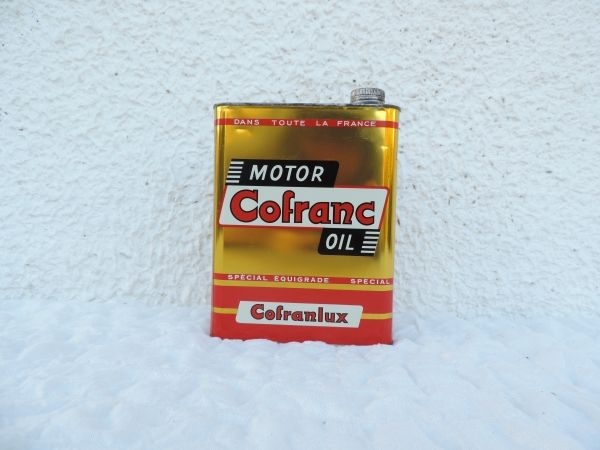 DANS TOUTE LA FRANCE
MOTOR
Cofranc
OIL
SPÉCIAL EQUIGRADE SPÉCIAL
Cofranlux